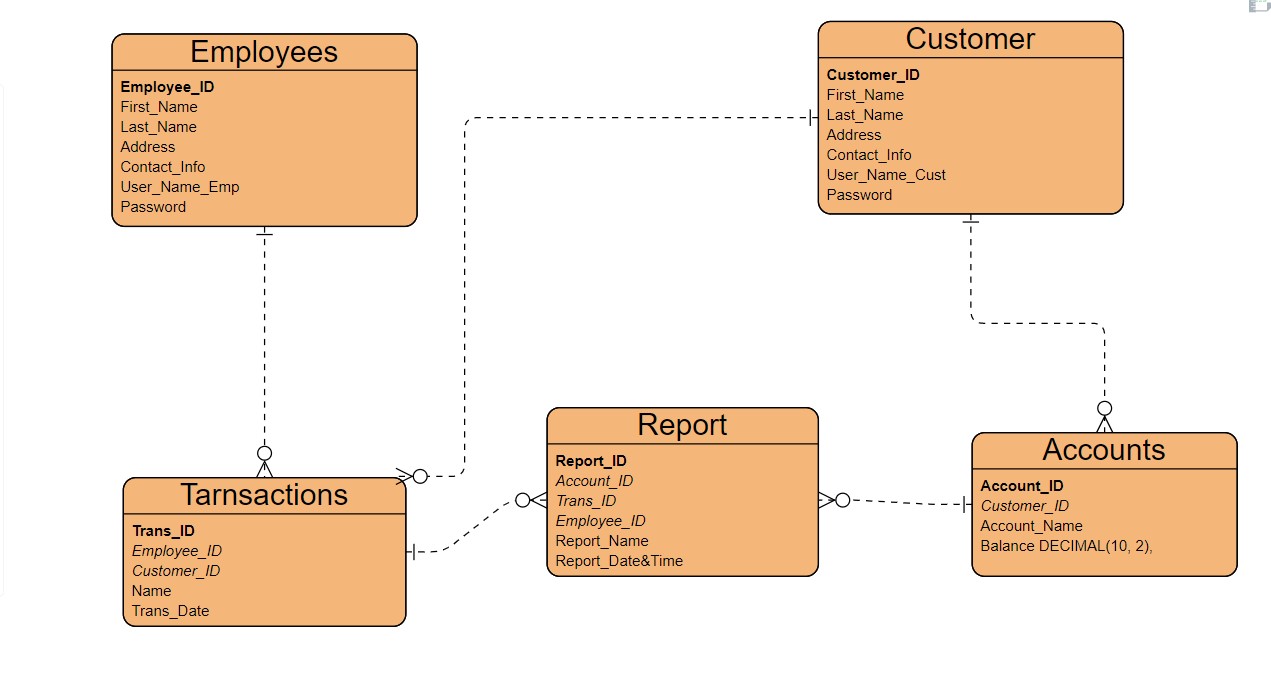 Employees
Employee_ID
First_Name
Last_Name
Address
Contact_Info
User_Name_Emp
Password
Customer
Customer_ID
First_Name
Last_Name
Address
Contact_Info
User_Name_Cust
Password
Tarnsactions
Trans_ID
Employee_ID
Customer_ID
Name
Trans_Date
Report
Report_ID
Account_ID
Trans_ID
Employee_ID
Report_Name
Report_Date&Time
Accounts
Account_ID
Customer_ID
Account_Name
Balance DECIMAL(10, 2),